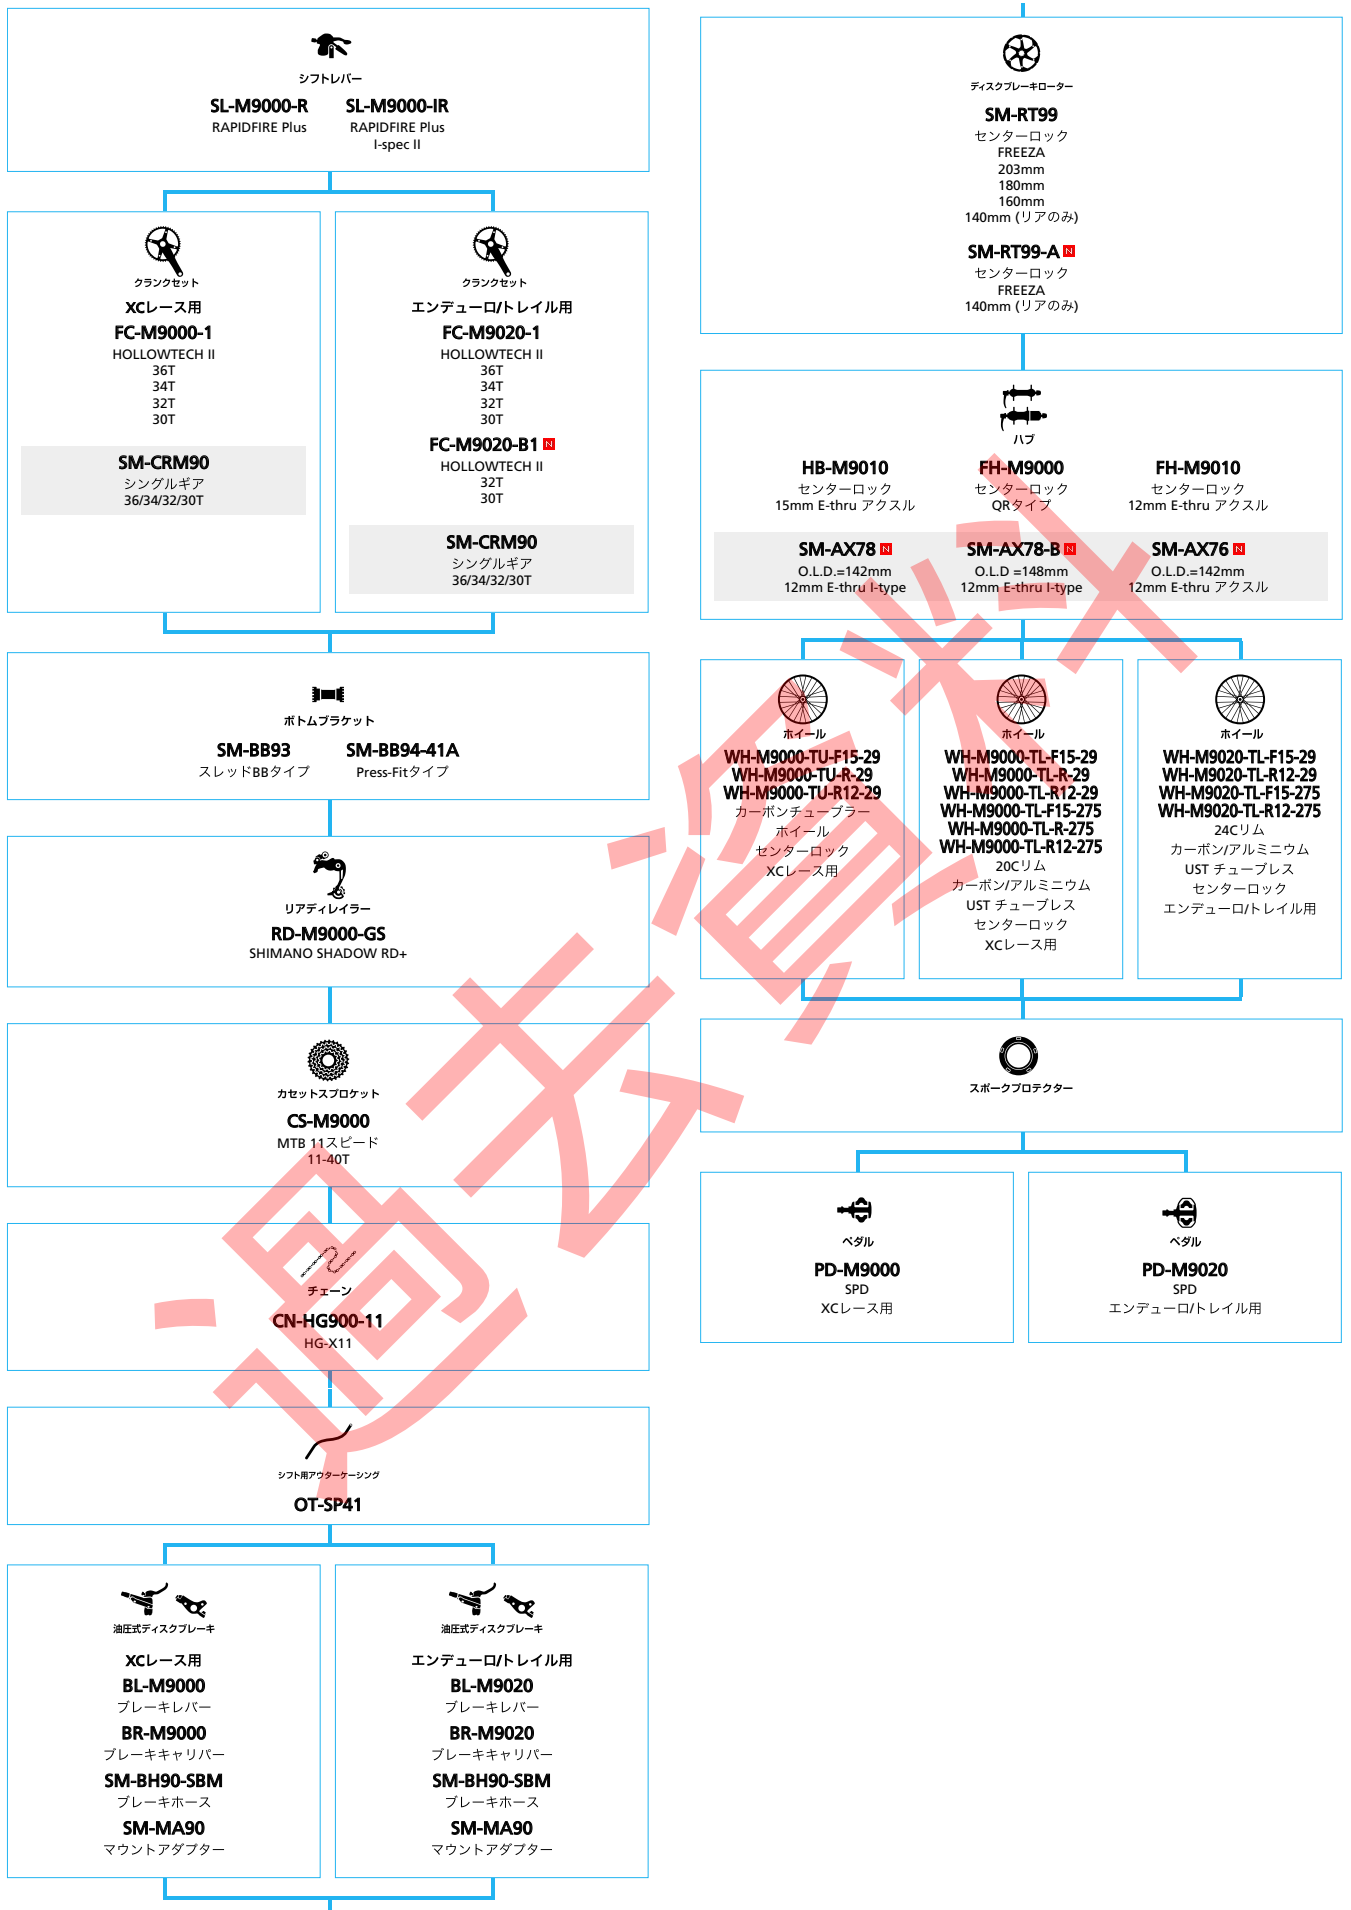 シフトレバー
SL-M9000-R
RAPIDFIRE Plus
SL-M9000-IR
RAPIDFIRE Plus
I-spec II
クランクセット
XCレース用
FC-M9000-1
HOLLOWTECH II
36T
34T
32T
30T
SM-CRM90
シングルギア
36/34/32/30T
クランクセット
エンデューロ/トレイル用
FC-M9020-1
HOLLOWTECH II
36T
34T
32T
30T
FC-M9020-B1 N
HOLLOWTECH II
32T
30T
SM-CRM90
シングルギア
36/34/32/30T
ボトムブラケット
SM-BB93
スレッドBBタイプ
SM-BB94-41A
Press-Fitタイプ
リアディレイラー
RD-M9000-GS
SHIMANO SHADOW RD+
カセットスプロケット
CS-M9000
MTB 11スピード
11-40T
チェーン
CN-HG900-11
HG-X11
シフト用アウターケーシング
OT-SP41
油圧式ディスクブレーキ
XCレース用
BL-M9000
ブレーキレバー
BR-M9000
ブレーキキャリパー
SM-BH90-SBM
ブレーキホース
SM-MA90
マウントアダプター
油圧式ディスクブレーキ
エンデューロ/トレイル用
BL-M9020
ブレーキレバー
BR-M9020
ブレーキキャリパー
SM-BH90-SBM
ブレーキホース
SM-MA90
マウントアダプター
ディスクブレーキローター
SM-RT99
センターロック
FREEZA
203mm
180mm
160mm
140mm (リアのみ)
SM-RT99-A N
センターロック
FREEZA
140mm (リアのみ)
ハブ
HB-M9010
センターロック
15mm E-thru アクスル
FH-M9000
センターロック
QRタイプ
FH-M9010
センターロック
12mm E-thru アクスル
SM-AX78 N
O.L.D.=142mm
12mm E-thru I-type
SM-AX78-B N
O.L.D =148mm
12mm E-thru I-type
SM-AX76 N
O.L.D.=142mm
12mm E-thru アクスル
ホイール
WH-M9000-TU-F15-29
WH-M9000-TU-R-29
WH-M9000-TU-R12-29
カーボンチューブラー
ホイール
センターロック
XCレース用
ホイール
WH-M9000-TL-F15-29
WH-M9000-TL-R-29
WH-M9000-TL-R12-29
WH-M9000-TL-F15-275
WH-M9000-TL-R-275
WH-M9000-TL-R12-275
20Cリム
カーボン/アルミニウム
UST チューブレス
センターロック
XCレース用
ホイール
WH-M9020-TL-F15-29
WH-M9020-TL-R12-29
WH-M9020-TL-F15-275
WH-M9020-TL-R12-275
24Cリム
カーボン/アルミニウム
UST チューブレス
センターロック
エンデューロ/トレイル用
スポークプロテクター
ペダル
PD-M9000
SPD
XCレース用
ペダル
PD-M9020
SPD
エンデューロ/トレイル用
過去資料